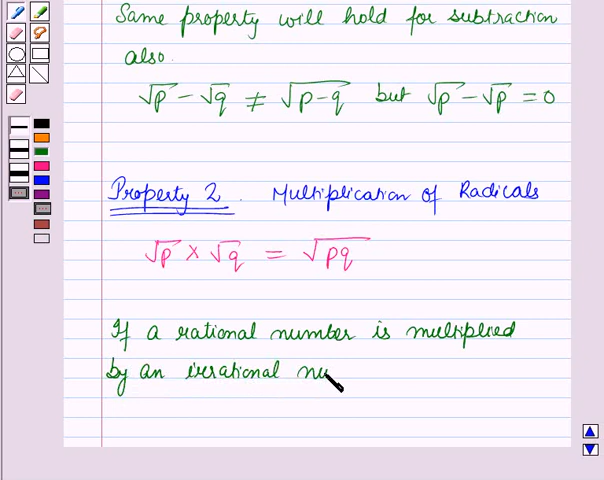 Same property will hold for subtraction
also.
√p - √q ≠ √p-q but √p - √p = 0
Property 2. Multiplication of Radicals
√p × √q = √pq
If a rational number is multiplied
by an irrational nu